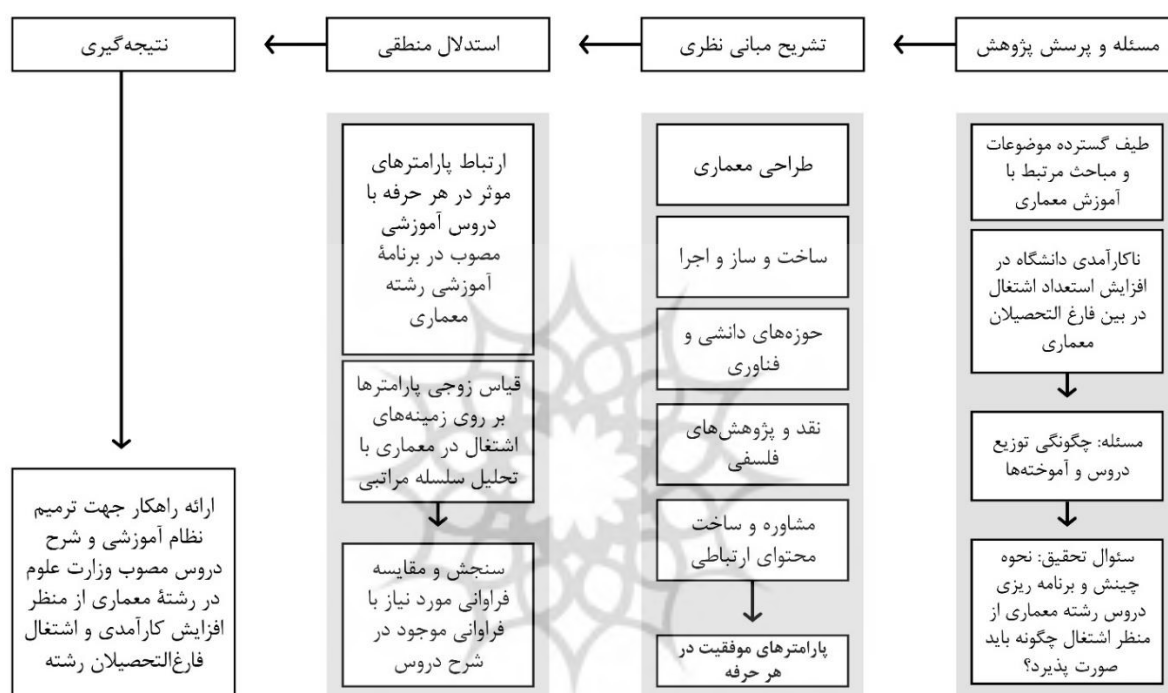 مسئله و پرسش پژوهش
تشریح مبانی نظری
استدلال منطقی
نتیجه‌گیری
طیف گسترده موضوعات
و مباحث مرتبط با
آموزش معماری
ناکارآمدی دانشگاه در
افزایش استعداد اشتغال
در بین فارغ التحصیلان
معماری
مسئله: چگونگی توزیع
دروس و آموخته‌ها
سئوال تحقیق: نحوه
چینش و برنامه ریزی
دروس رشته معماری از
منظر اشتغال چگونه باید
صورت پذیرد؟
طراحی معماری
ساخت و ساز و اجرا
حوزه‌های دانشی و
فناوری
نقد و پژوهش‌های
فلسفی
مشاوره و ساخت
محتوای ارتباطی
پارامترهای موفقیت در
هر حرفه
ارتباط پارامترهای
موثر در هر حرفه با
دروس آموزشی
مصوب در برنامهٔ
آموزشی رشته
معماری
قیاس زوجی پارامترها
بر روی زمینه‌های
اشتغال در معماری با
تحلیل سلسله مراتبی
سنجش و مقایسه
فراوانی مورد نیاز با
فراوانی موجود در
شرح دروس
ارائه راهکار جهت ترمیم
نظام آموزشی و شرح
دروس مصوب وزارت علوم
در رشتهٔ معماری از منظر
افزایش کارآمدی و اشتغال
فارغ‌التحصیلان رشته